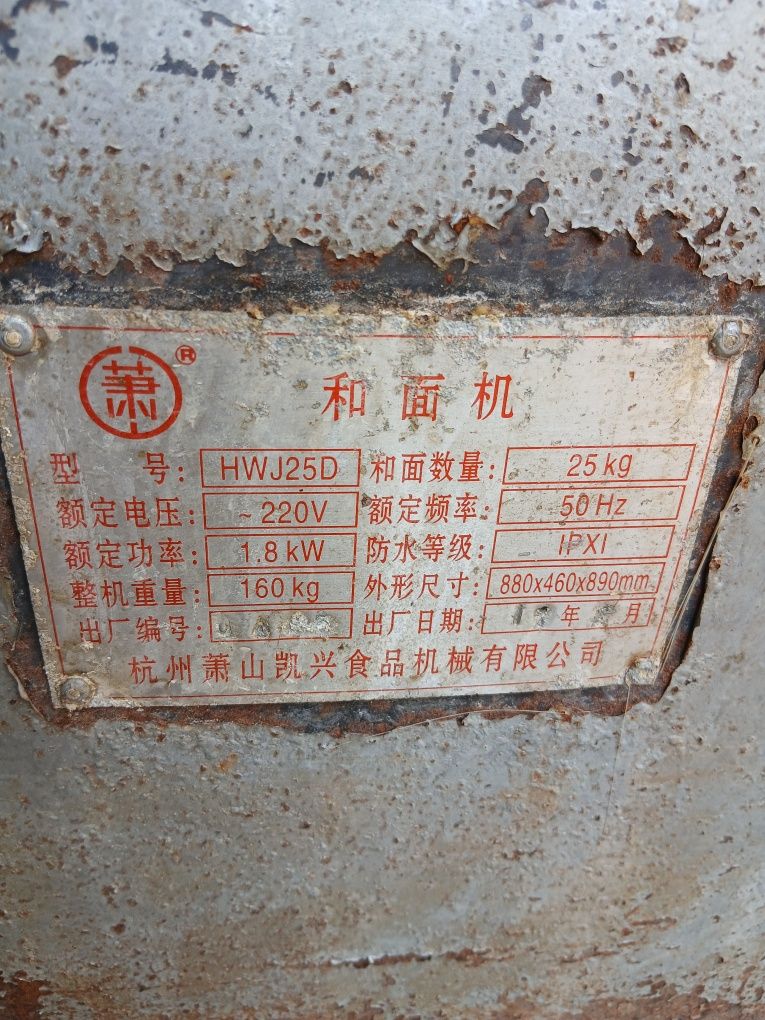 萧®
和面机
型 号: HWJ25D 和面数量: 25kg
额定电压: ~220V 额定频率: 50Hz
额定功率: 1.8kW 防水等级: IPXI
整机重量: 160kg 外形尺寸: 880x460x890mm
出厂编号: 出厂日期: 年 月
杭州萧山凯兴食品机械有限公司